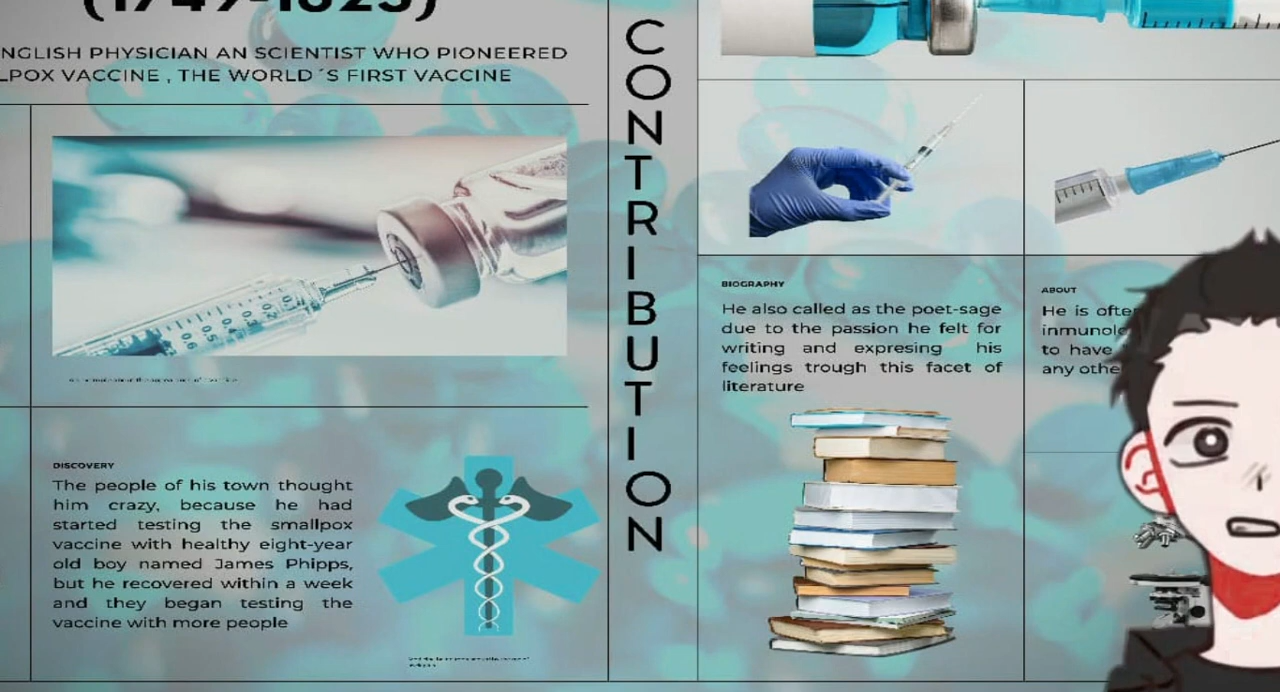 (1749-1823)
NGLISH PHYSICIAN AN SCIENTIST WHO PIONEERED
LPOX VACCINE , THE WORLD´S FIRST VACCINE
DISCOVERY
The people of his town thought
him crazy, because he had
started testing the smallpox
vaccine with healthy eight-year
old boy named James Phipps,
but he recovered within a week
and they began testing the
vaccine with more people
CONTRIBUTION
BIOGRAPHY
He also called as the poet-sage
due to the passion he felt for
writing and expresing his
feelings trough this facet of
literature
ABOUT
He is ofte
inmunolo
to have
any othe